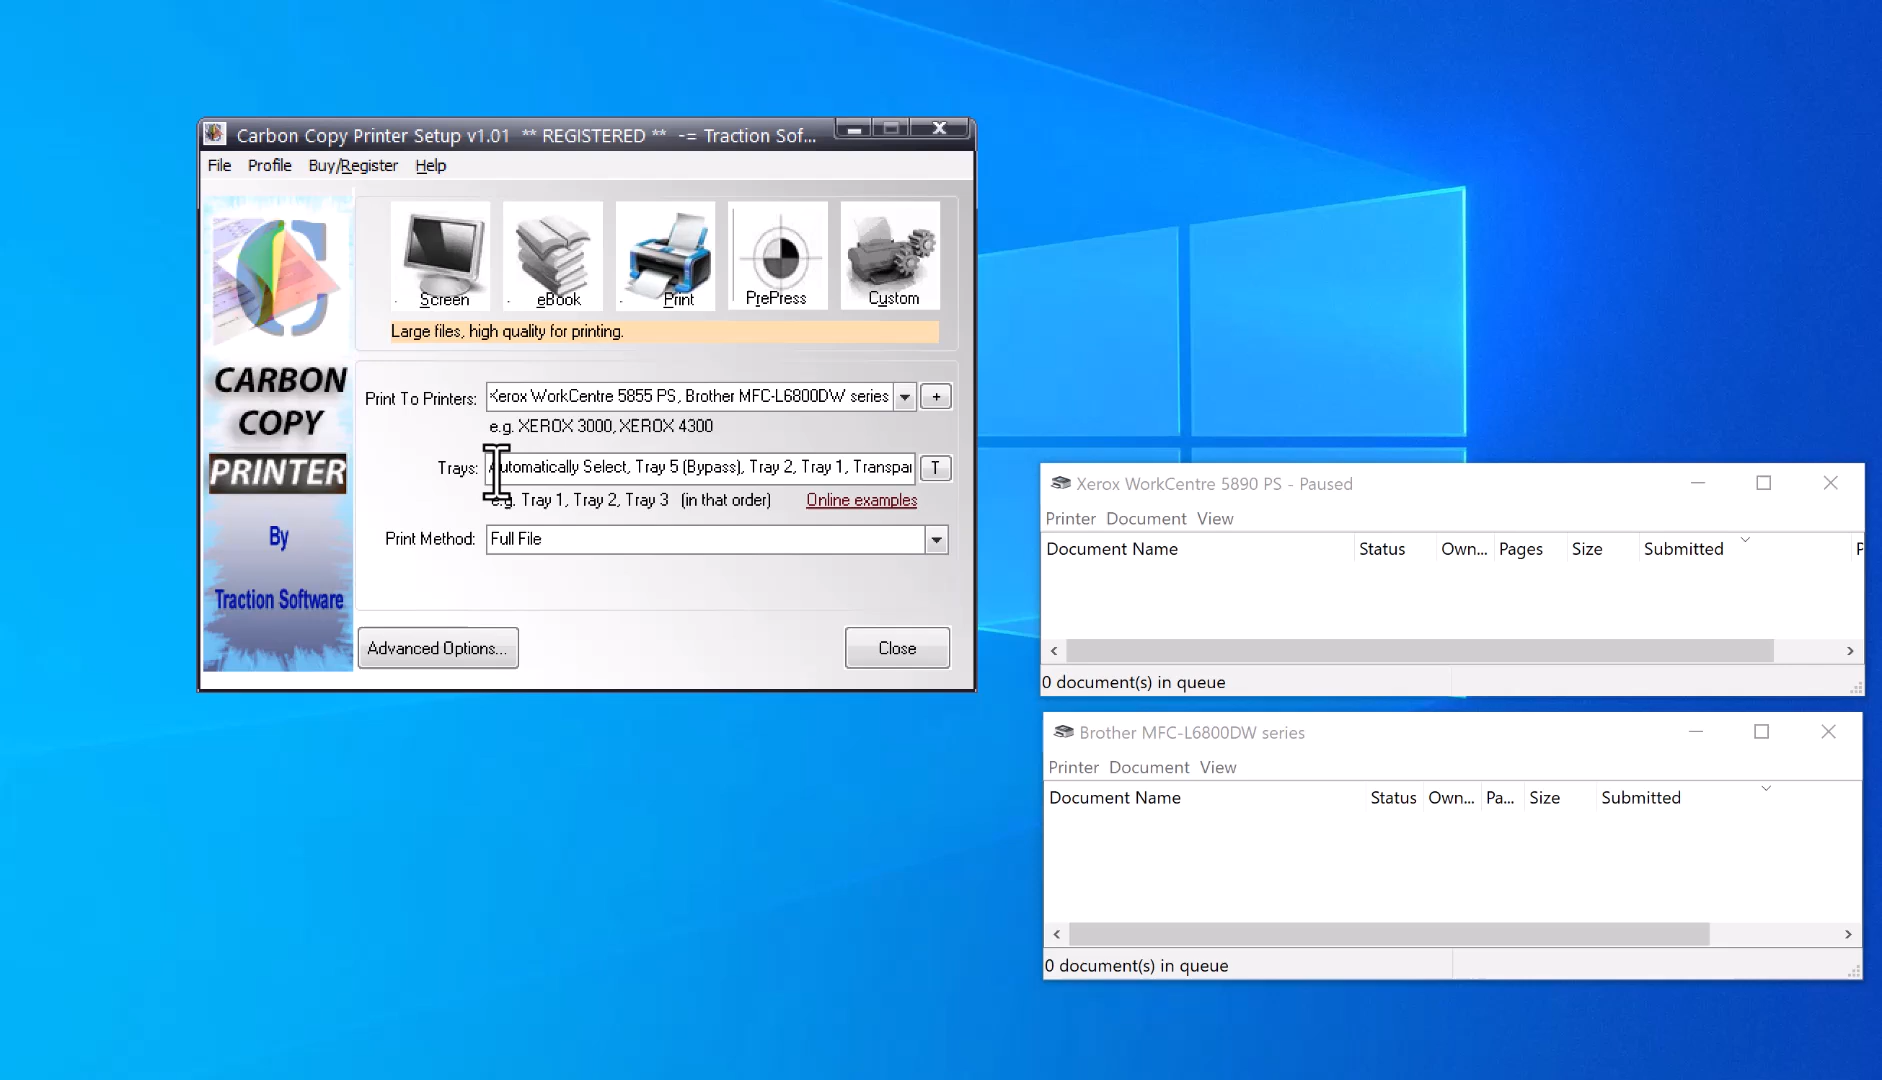 Carbon Copy Printer Setup v1.01 ** REGISTERED ** -= Traction Sof...
File Profile Buy/Register Help
Screen eBook Print PrePress Custom
Large files, high quality for printing.
CARBON
COPY
PRINTER
By
Traction Software
Print To Printers: Xerox WorkCentre 5855 PS, Brother MFC-L6800DW series +
e.g. XEROX 3000, XEROX 4300
Trays: Automatically Select, Tray 5 (Bypass), Tray 2, Tray 1, Transpar T
e.g. Tray 1, Tray 2, Tray 3 (in that order) Online examples
Print Method: Full File
Advanced Options... Close
Xerox WorkCentre 5890 PS - Paused
Printer Document View
Document Name Status Own... Pages Size Submitted P
0 document(s) in queue
Brother MFC-L6800DW series
Printer Document View
Document Name Status Own... Pa... Size Submitted
0 document(s) in queue